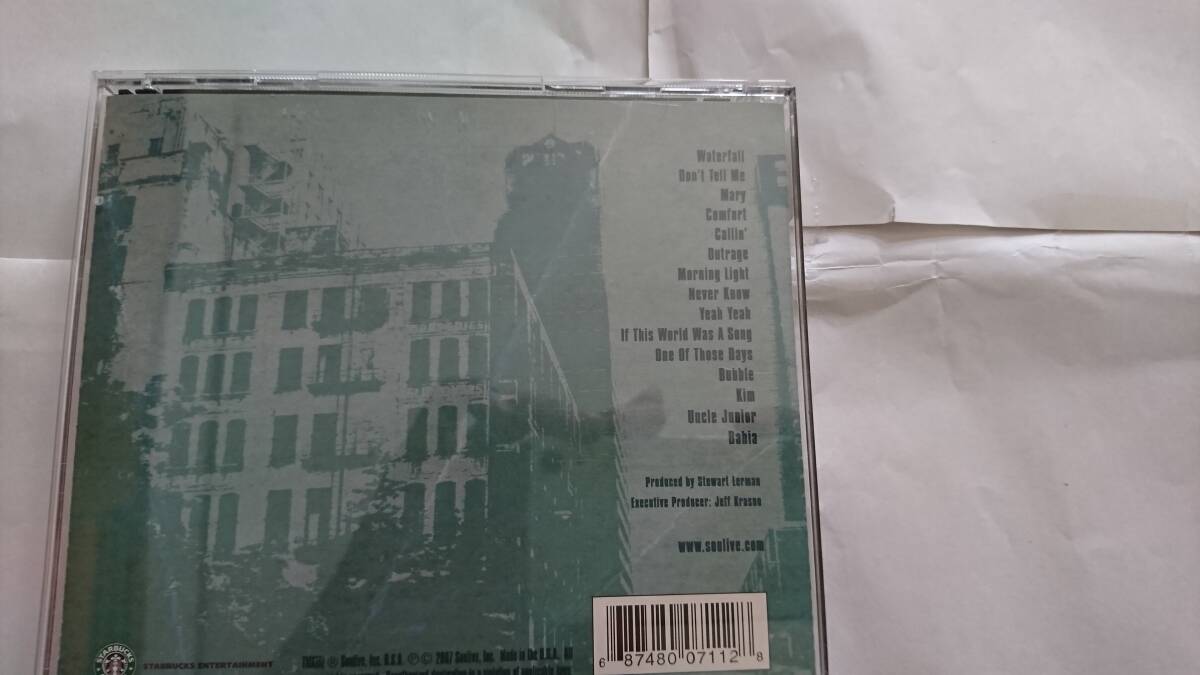 Waterfall
Don't Tell Me
Mary
Comfort
Callin'
Outrage
Morning Light
Never Know
Yeah Yeah
If This World Was A Song
One Of Those Days
Bubble
Kim
Uncle Junior
Bahia
Produced by Stewart Lerman
Executive Producer: Jeff Krasno
www.soulive.com
6 87480 07112 8
STARBUCKS
STARBUCKS ENTERTAINMENT
Soulive, Inc. U.S.A. ℗© 2007 Soulive, Inc. Made in the U.S.A.